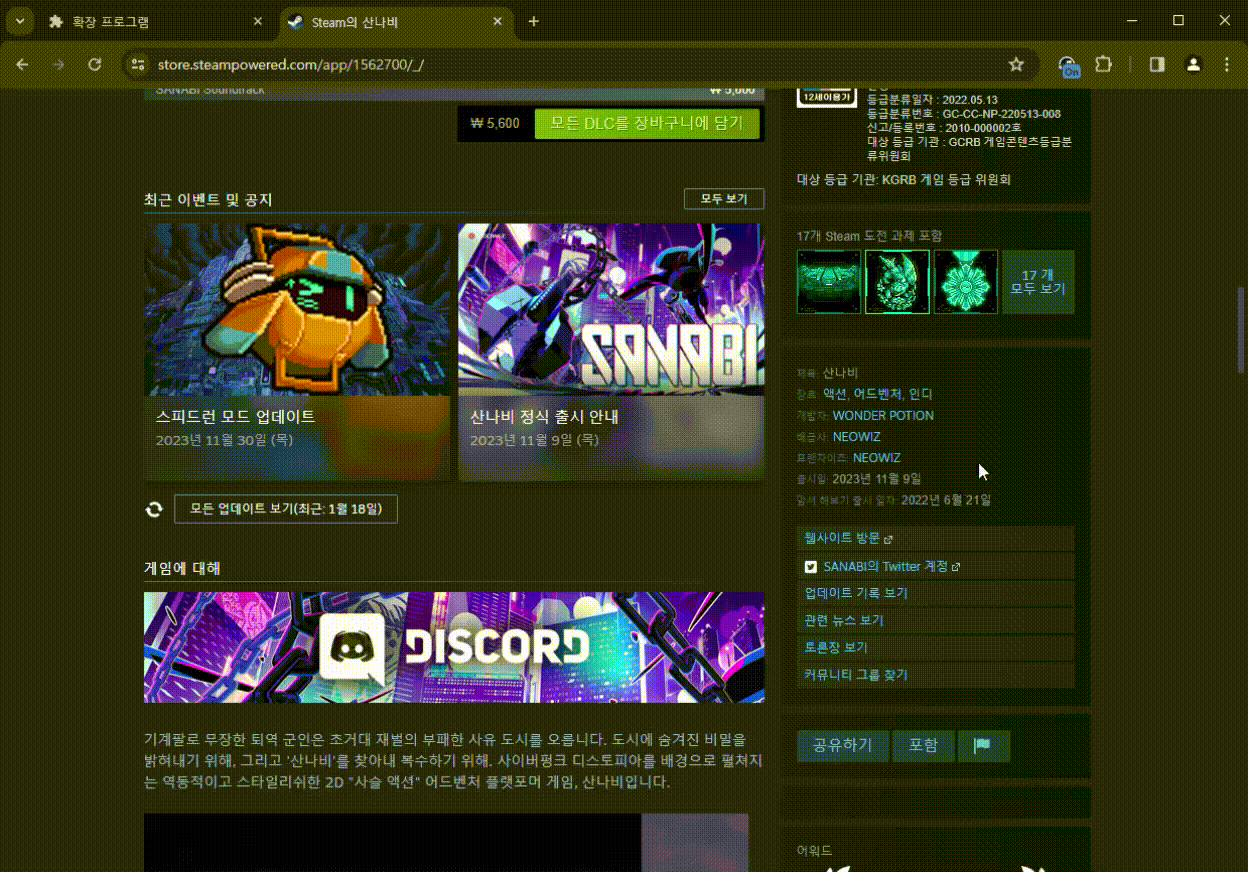 확장 프로그램
Steam의 산나비
store.steampowered.com/app/1562700/_/
On
SANABI Soundtrack
₩ 5,600
₩ 5,600 모든 DLC를 장바구니에 담기
최근 이벤트 및 공지
모두 보기
SANABI
스피드런 모드 업데이트
2023년 11월 30일 (목)
산나비 정식 출시 안내
2023년 11월 9일 (목)
모든 업데이트 보기(최근: 1월 18일)
게임에 대해
DISCORD
기계팔로 무장한 퇴역 군인은 초거대 재벌의 부패한 사유 도시를 오릅니다. 도시에 숨겨진 비밀을
밝혀내기 위해, 그리고 '산나비'를 찾아내 복수하기 위해. 사이버펑크 디스토피아를 배경으로 펼쳐지
는 역동적이고 스타일리쉬한 2D "사슬 액션" 어드벤처 플랫포머 게임, 산나비입니다.
12세이용가
등급분류일자 : 2022.05.13
등급분류번호 : GC-CC-NP-220513-008
신고/등록번호 : 2010-000002호
대상 등급 기관 : GCRB 게임콘텐츠등급분
류위원회
대상 등급 기관: KGRB 게임 등급 위원회
17개 Steam 도전 과제 포함
17 개
모두 보기
제목: 산나비
장르: 액션, 어드벤처, 인디
개발자: WONDER POTION
배급사: NEOWIZ
프랜차이즈: NEOWIZ
출시일: 2023년 11월 9일
앞서 해보기 출시 일자: 2022년 6월 21일
웹사이트 방문
SANABI의 Twitter 계정
업데이트 기록 보기
관련 뉴스 보기
토론장 보기
커뮤니티 그룹 찾기
공유하기
포함
어워드